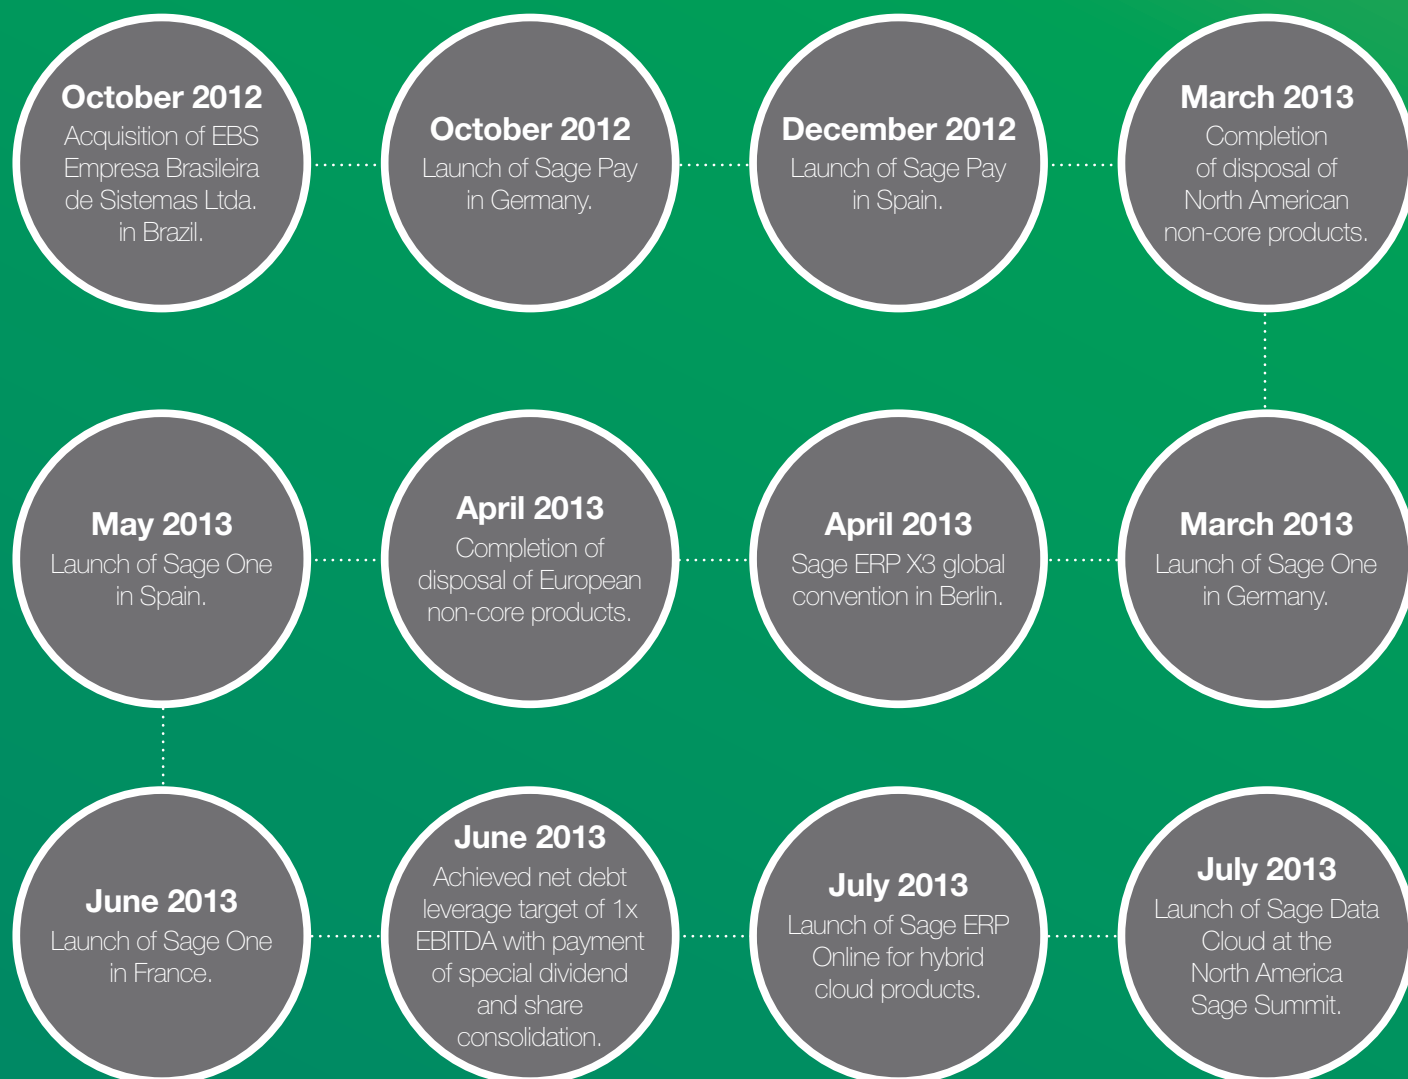 October 2012
Acquisition of EBS
Empresa Brasileira
de Sistemas Ltda.
in Brazil.
October 2012
Launch of Sage Pay
in Germany.
December 2012
Launch of Sage Pay
in Spain.
March 2013
Completion
of disposal of
North American
non-core products.
March 2013
Launch of Sage One
in Germany.
April 2013
Sage ERP X3 global
convention in Berlin.
April 2013
Completion of
disposal of European
non-core products.
May 2013
Launch of Sage One
in Spain.
June 2013
Launch of Sage One
in France.
June 2013
Achieved net debt
leverage target of 1x
EBITDA with payment
of special dividend
and share
consolidation.
July 2013
Launch of Sage ERP
Online for hybrid
cloud products.
July 2013
Launch of Sage Data
Cloud at the
North America
Sage Summit.